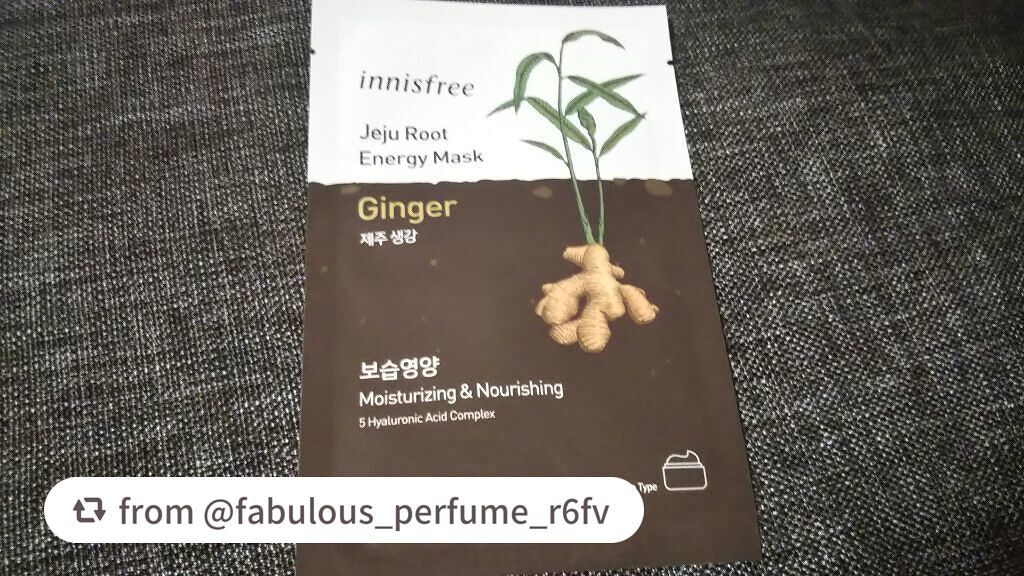 innisfree
Jeju Root
Energy Mask
Ginger
제주 생강
보습영양
Moisturizing & Nourishing
5 Hyaluronic Acid Complex
Type
from @fabulous_perfume_r6fv